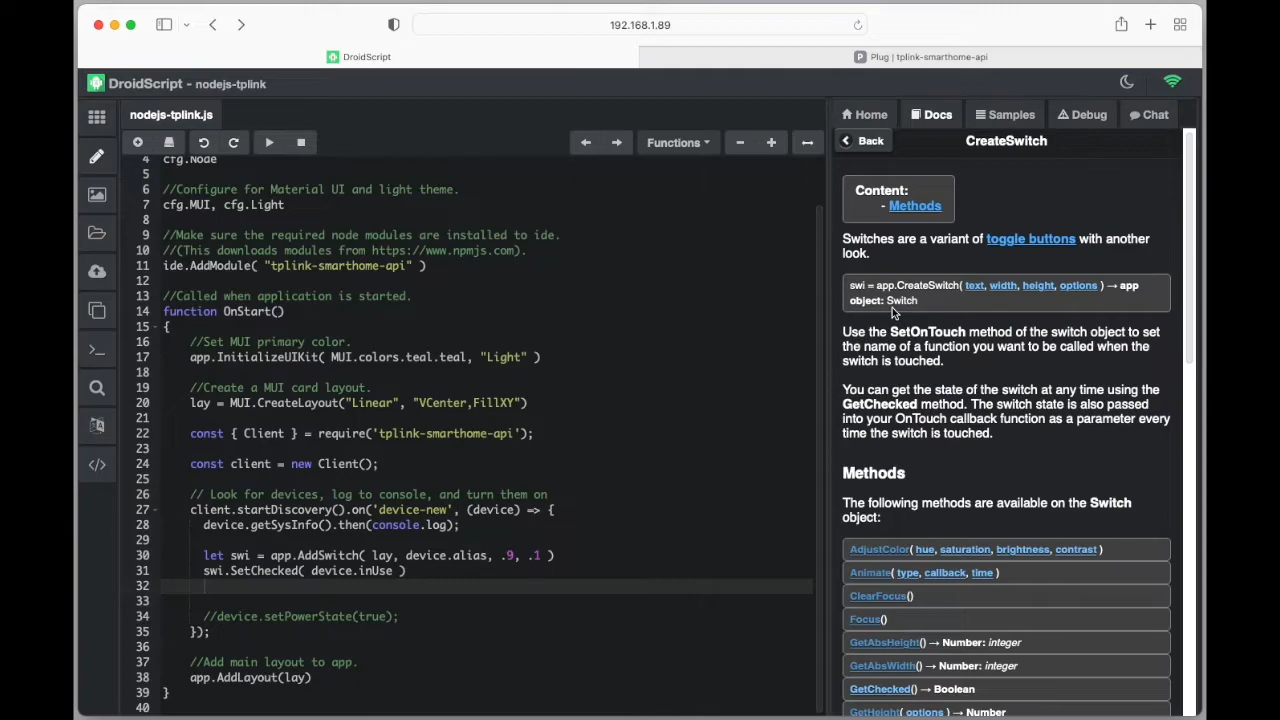 192.168.1.89
DroidScript
Plug | tplink-smarthome-api
DroidScript - nodejs-tplink
nodejs-tplink.js
Home
Docs
Samples
Debug
Chat
Functions
Back
CreateSwitch
4 cfg.Node
5
6 //Configure for Material UI and light theme.
7 cfg.MUI, cfg.Light
8
9 //Make sure the required node modules are installed to ide.
10 //(This downloads modules from https://www.npmjs.com).
11 ide.AddModule( "tplink-smarthome-api" )
12
13 //Called when application is started.
14 function OnStart()
15 {
16 //Set MUI primary color.
17 app.InitializeUIKit( MUI.colors.teal.teal, "Light" )
18
19 //Create a MUI card layout.
20 lay = MUI.CreateLayout("Linear", "VCenter,FillXY")
21
22 const { Client } = require('tplink-smarthome-api');
23
24 const client = new Client();
25
26 // Look for devices, log to console, and turn them on
27 client.startDiscovery().on('device-new', (device) => {
28 device.getSysInfo().then(console.log);
29
30 let swi = app.AddSwitch( lay, device.alias, .9, .1 )
31 swi.SetChecked( device.inUse )
32
33
34 //device.setPowerState(true);
35 });
36
37 //Add main layout to app.
38 app.AddLayout(lay)
39 }
40
Content:
- Methods
Switches are a variant of toggle buttons with another
look.
swi = app.CreateSwitch( text, width, height, options ) → app
object: Switch
Use the SetOnTouch method of the switch object to set
the name of a function you want to be called when the
switch is touched.
You can get the state of the switch at any time using the
GetChecked method. The switch state is also passed
into your OnTouch callback function as a parameter every
time the switch is touched.
Methods
The following methods are available on the Switch
object:
AdjustColor( hue, saturation, brightness, contrast )
Animate( type, callback, time )
ClearFocus()
Focus()
GetAbsHeight() → Number: integer
GetAbsWidth() → Number: integer
GetChecked() → Boolean
GetHeight( options ) → Number